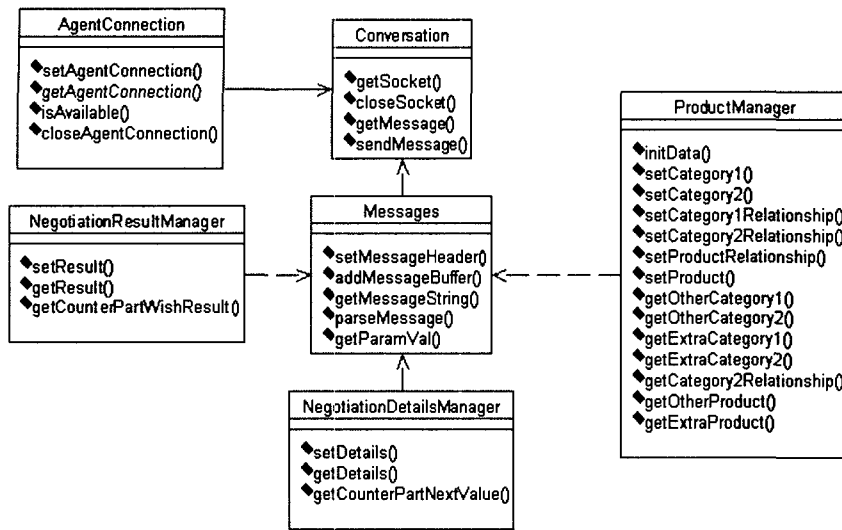 AgentConnection
setAgentConnection()
getAgentConnection()
isAvailable()
closeAgentConnection()
Conversation
getSocket()
closeSocket()
getMessage()
sendMessage()
ProductManager
initData()
setCategory1()
setCategory2()
setCategory1Relationship()
setCategory2Relationship()
setProductRelationship()
setProduct()
getOtherCategory1()
getOtherCategory2()
getExtraCategory1()
getExtraCategory2()
getCategory2Relationship()
getOtherProduct()
getExtraProduct()
NegotiationResultManager
setResult()
getResult()
getCounterPartWishResult()
Messages
setMessageHeader()
addMessageBuffer()
getMessageString()
parseMessage()
getParamVal()
NegotiationDetailsManager
setDetails()
getDetails()
getCounterPartNextValue()